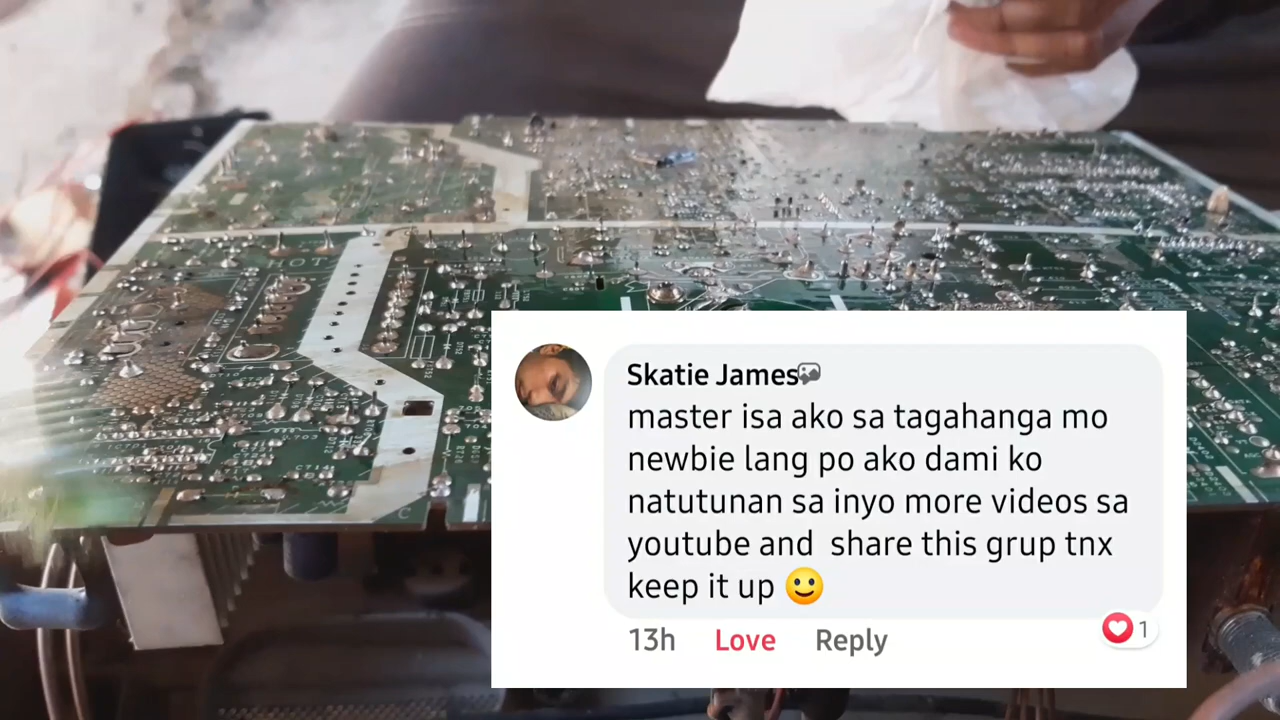 HOT
Skatie James
master isa ako sa tagahanga mo
newbie lang po ako dami ko
natutunan sa inyo more videos sa
youtube and share this grup tnx
keep it up 🙂
13h Love Reply
1